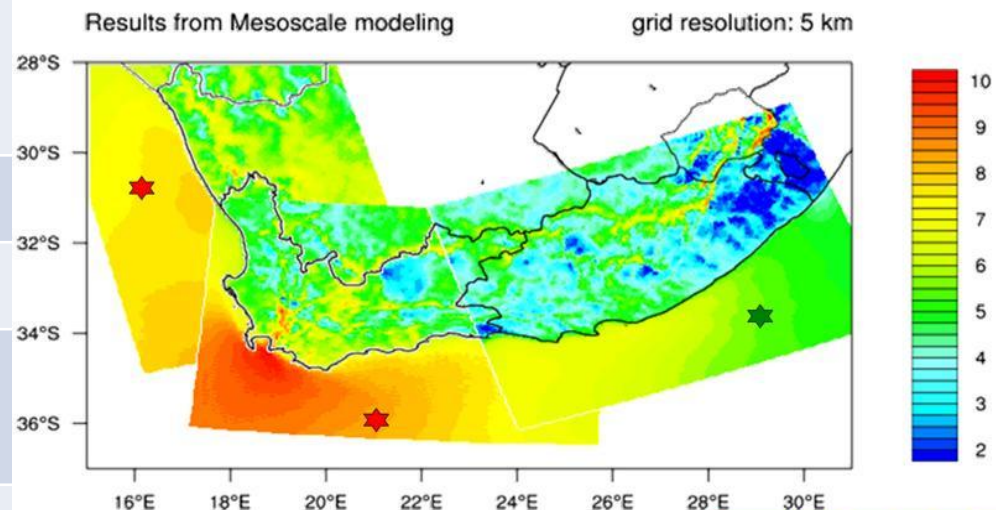 Results from Mesoscale modeling grid resolution: 5 km
28°S
30°S
32°S
34°S
36°S
16°E 18°E 20°E 22°E 24°E 26°E 28°E 30°E
10
9
8
7
6
5
4
3
2